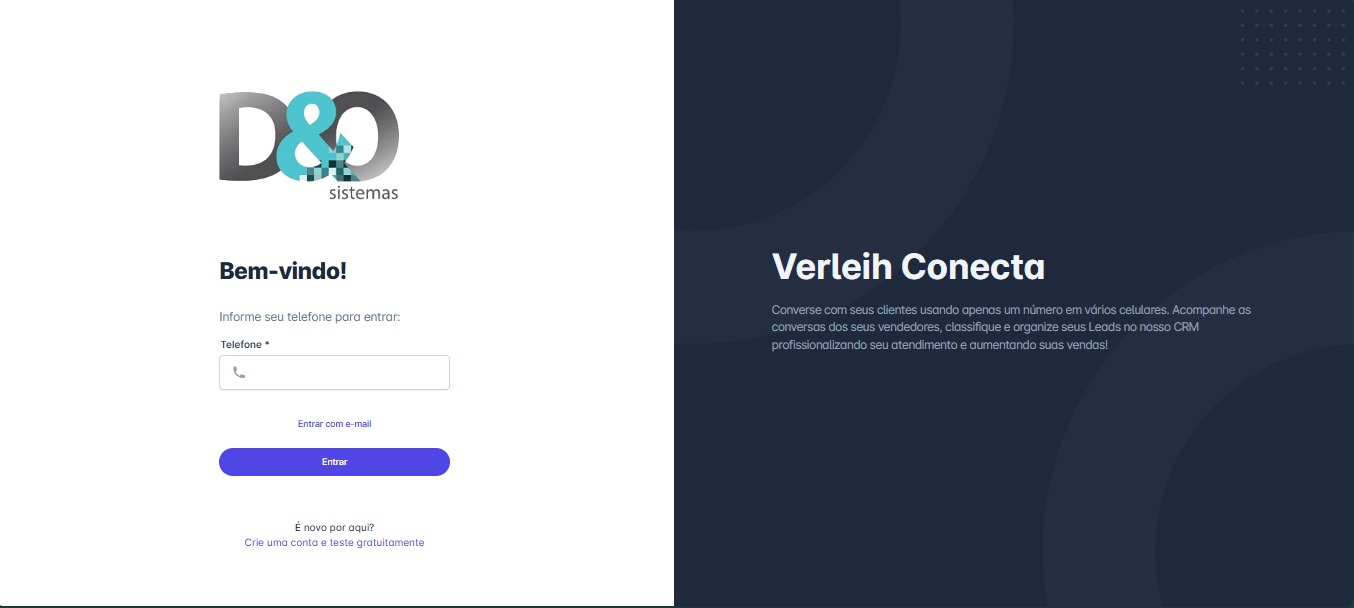 D&O
sistemas
Bem-vindo!
Informe seu telefone para entrar:
Telefone *
Entrar com e-mail
Entrar
É novo por aqui?
Crie uma conta e teste gratuitamente
Verleih Conecta
Converse com seus clientes usando apenas um número em vários celulares. Acompanhe as
conversas dos seus vendedores, classifique e organize seus Leads no nosso CRM
profissionalizando seu atendimento e aumentando suas vendas!